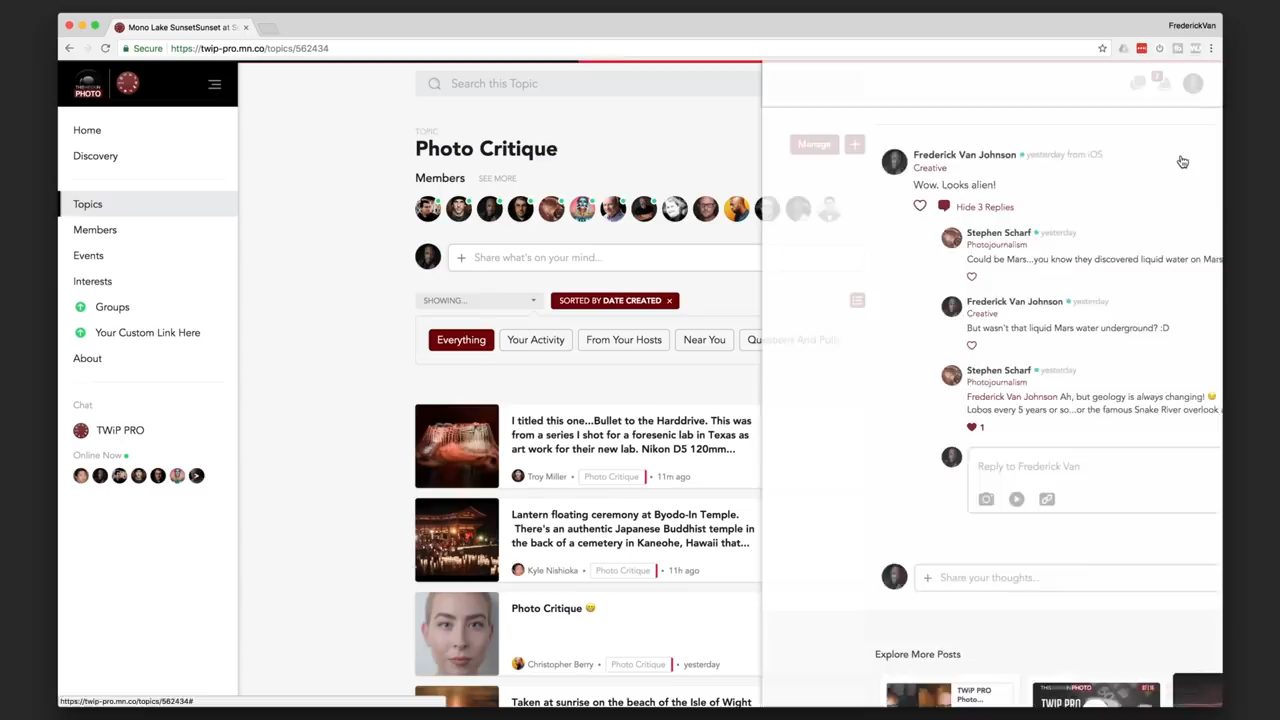 Mono Lake SunsetSunset at S
FrederickVan
Secure https://twip-pro.mn.co/topics/562434
PHOTO
Search this Topic
Home
Discovery
Topics
Members
Events
Interests
Groups
Your Custom Link Here
About
Chat
TWiP PRO
Online Now
TOPIC
Photo Critique
Members SEE MORE
Share what's on your mind...
SHOWING... SORTED BY DATE CREATED ×
Everything Your Activity From Your Hosts Near You Questions And Polls
I titled this one...Bullet to the Harddrive. This was
from a series I shot for a foresenic lab in Texas as
art work for their new lab. Nikon D5 120mm...
Troy Miller • Photo Critique • 11m ago
Lantern floating ceremony at Byodo-In Temple.
There's an authentic Japanese Buddhist temple in
the back of a cemetery in Kaneohe, Hawaii that...
Kyle Nishioka • Photo Critique • 11h ago
Photo Critique 😀
Christopher Berry • Photo Critique • yesterday
Taken at sunrise on the beach of the Isle of Wight
Manage +
Frederick Van Johnson yesterday from iOS
Creative
Wow. Looks alien!
Hide 3 Replies
Stephen Scharf yesterday
Photojournalism
Could be Mars...you know they discovered liquid water on Mars
Frederick Van Johnson yesterday
Creative
But wasn't that liquid Mars water underground? :D
Stephen Scharf yesterday
Photojournalism
Frederick Van Johnson Ah, but geology is always changing! 😉
Lobos every 5 years or so...or the famous Snake River overlook
1
Reply to Frederick Van
+ Share your thoughts...
Explore More Posts
TWiP PRO
Photo...
PHOTO
TWIP PRO
https://twip-pro.mn.co/topics/562434#